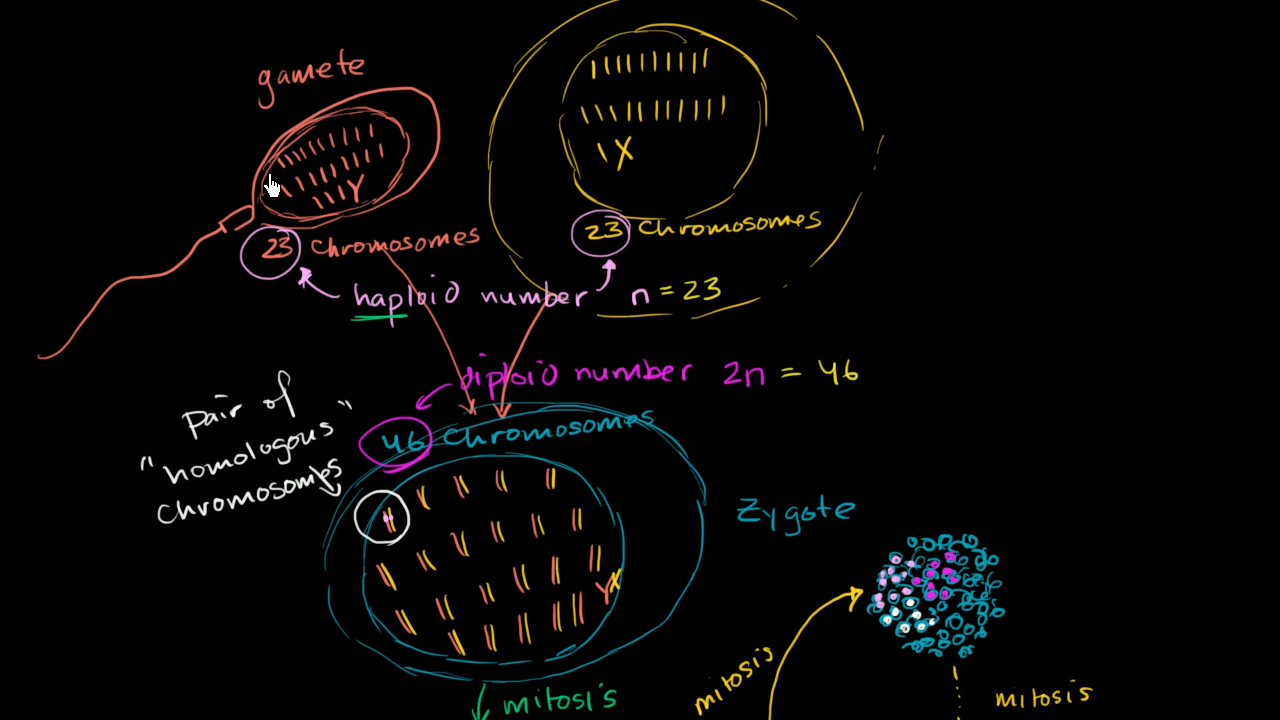 gamete
X
Y
23 Chromosomes
23 Chromosomes
haploid number n = 23
diploid number 2n = 46
pair of
"homologous"
chromosomes
46 Chromosomes
Zygote
YX
mitosis
mitosis
mitosis